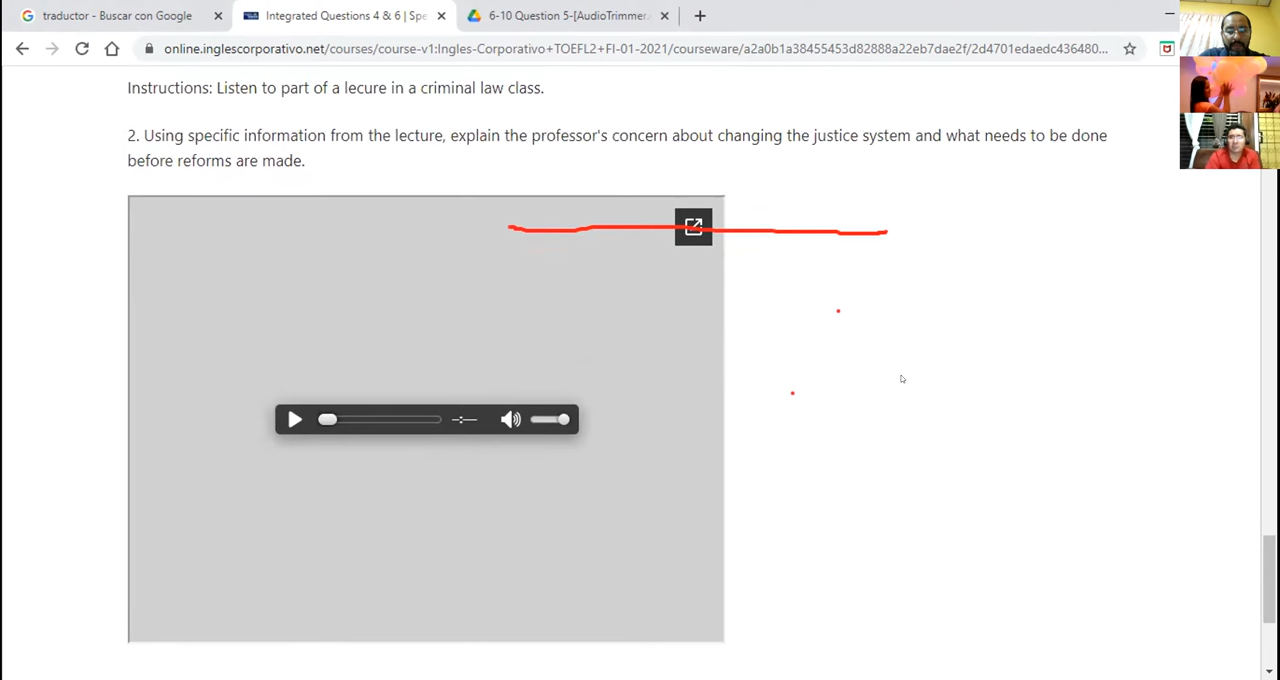 traductor - Buscar con Google
Integrated Questions 4 & 6 | Spe
6-10 Question 5-[AudioTrimmer.
online.inglescorporativo.net/courses/course-v1:Ingles-Corporativo+TOEFL2+FI-01-2021/courseware/a2a0b1a38455453d82888a22eb7dae2f/2d4701edaedc436480...
Instructions: Listen to part of a lecure in a criminal law class.
2. Using specific information from the lecture, explain the professor's concern about changing the justice system and what needs to be done
before reforms are made.